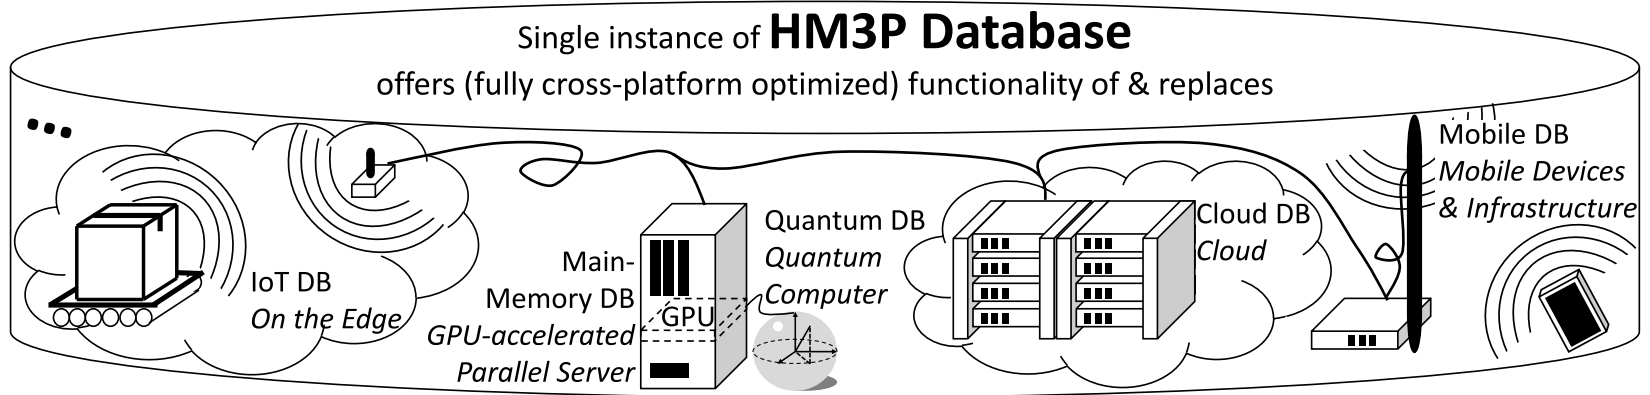 Single instance of HM3P Database
offers (fully cross-platform optimized) functionality of & replaces
IoT DB
On the Edge
Main-
Memory DB
GPU-accelerated
Parallel Server
GPU
Quantum DB
Quantum
Computer
Cloud DB
Cloud
Mobile DB
Mobile Devices
& Infrastructure